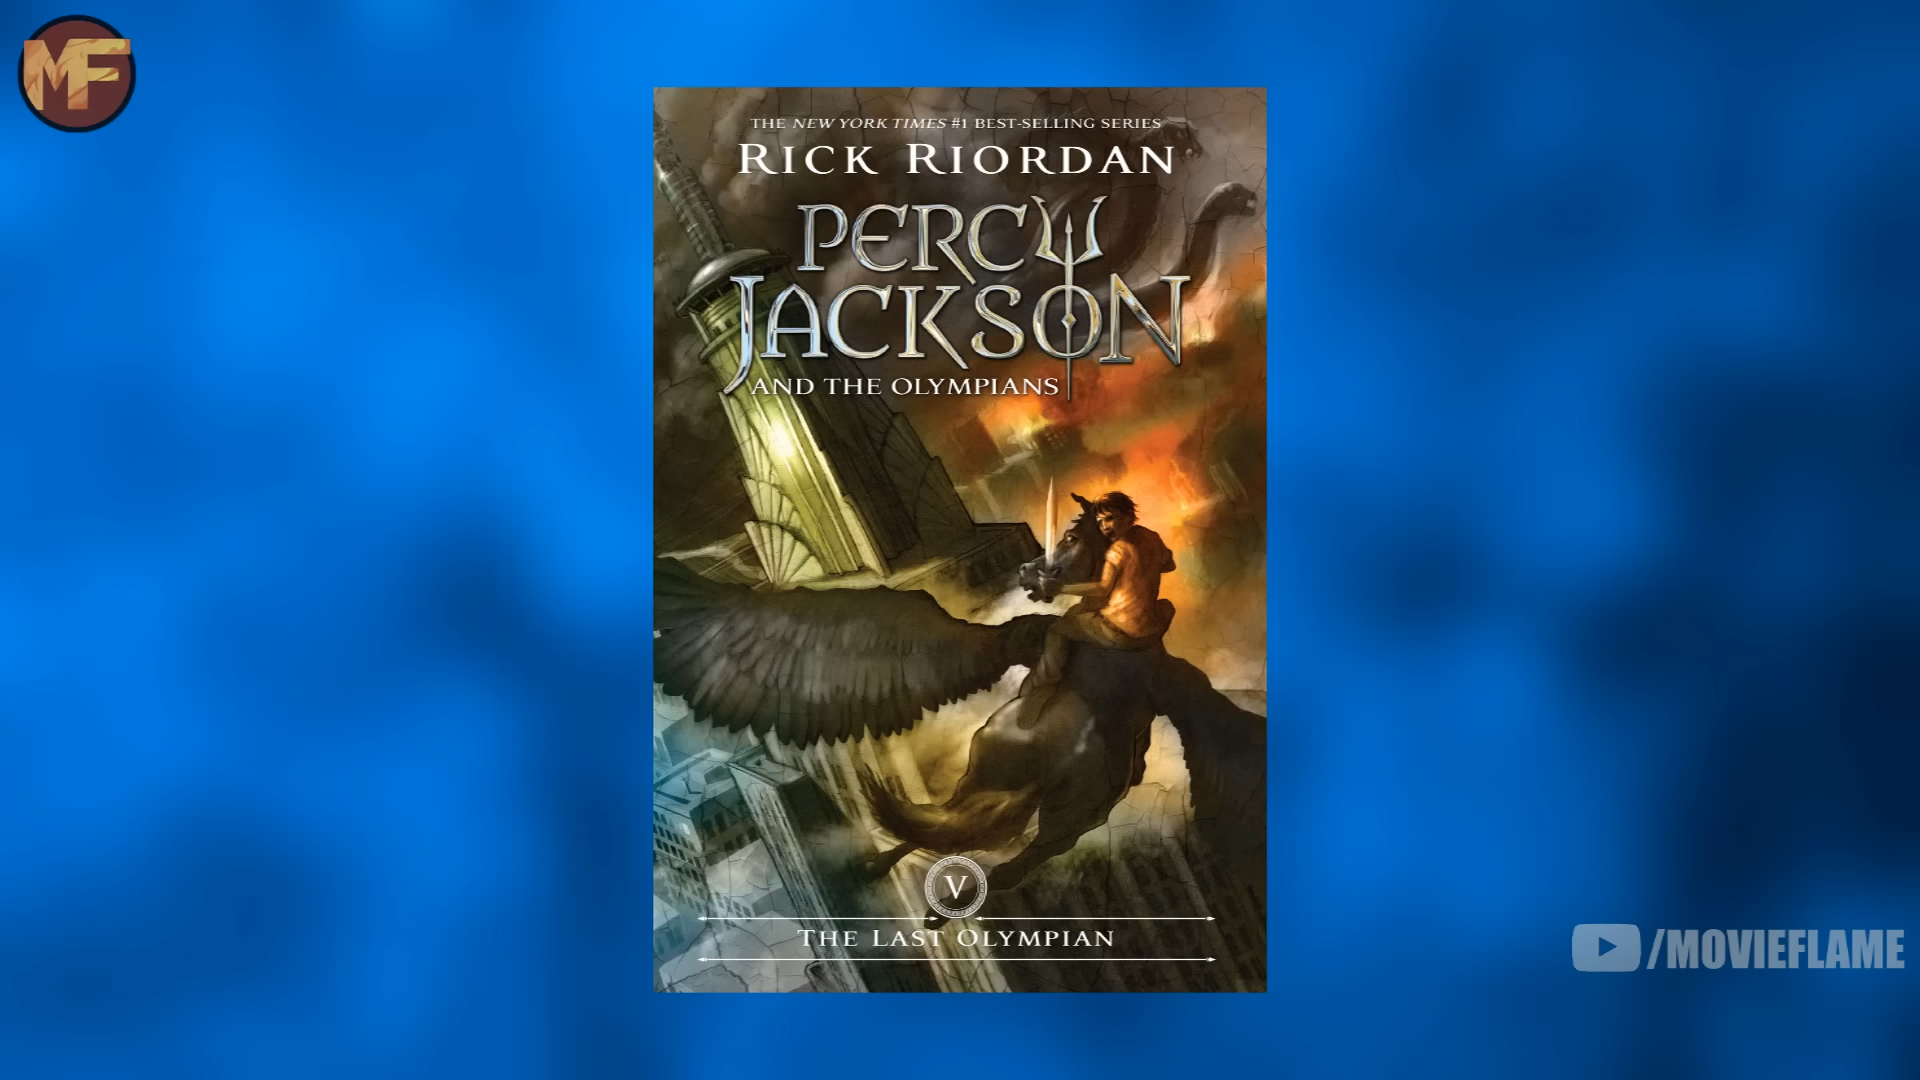 MF
THE NEW YORK TIMES #1 BEST-SELLING SERIES
RICK RIORDAN
PERCY
JACKSON
AND THE OLYMPIANS
V
THE LAST OLYMPIAN
/MOVIEFLAME